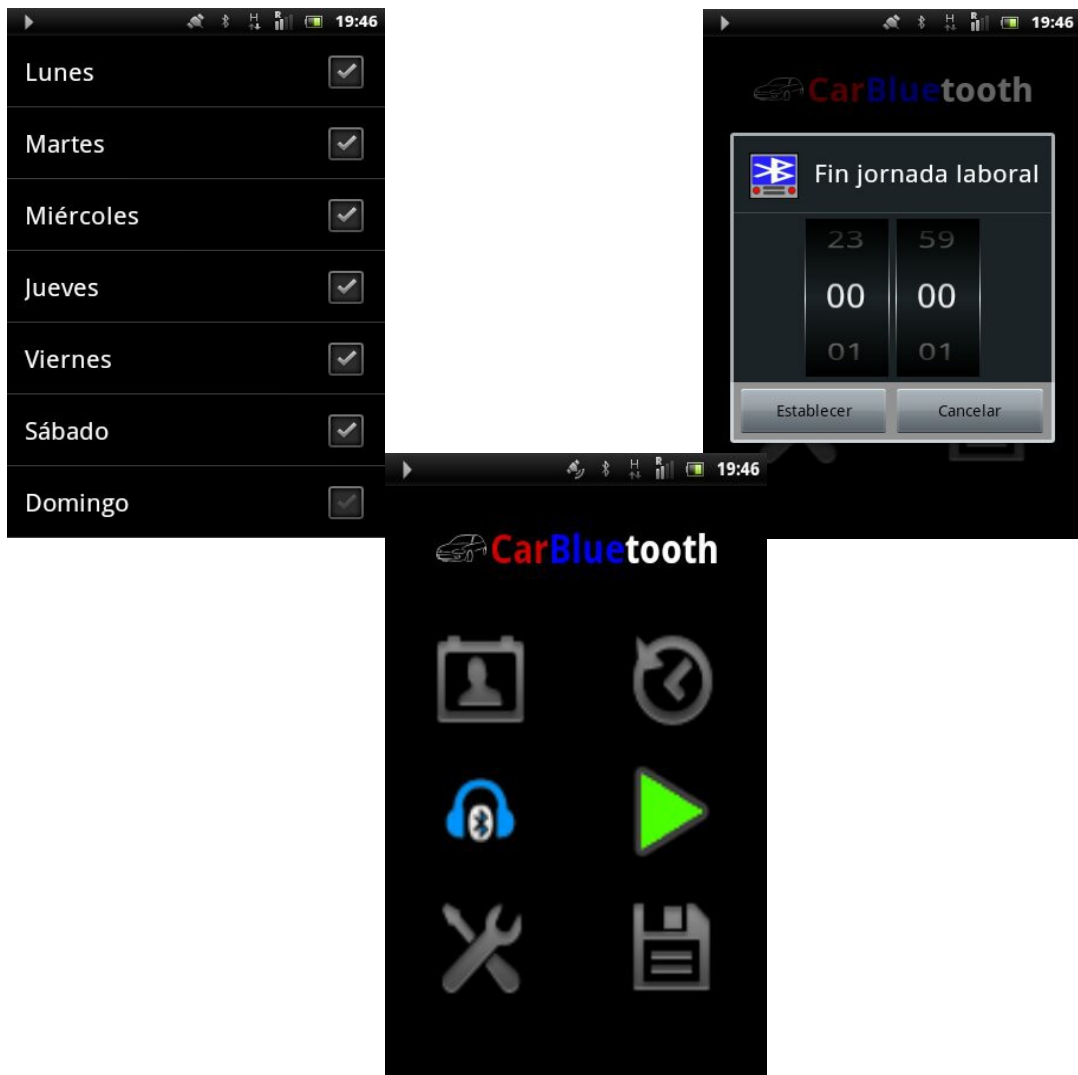 19:46
Lunes
Martes
Miércoles
Jueves
Viernes
Sábado
Domingo
19:46
CarBluetooth
Fin jornada laboral
23 59
00 00
01 01
Establecer Cancelar
19:46
CarBluetooth